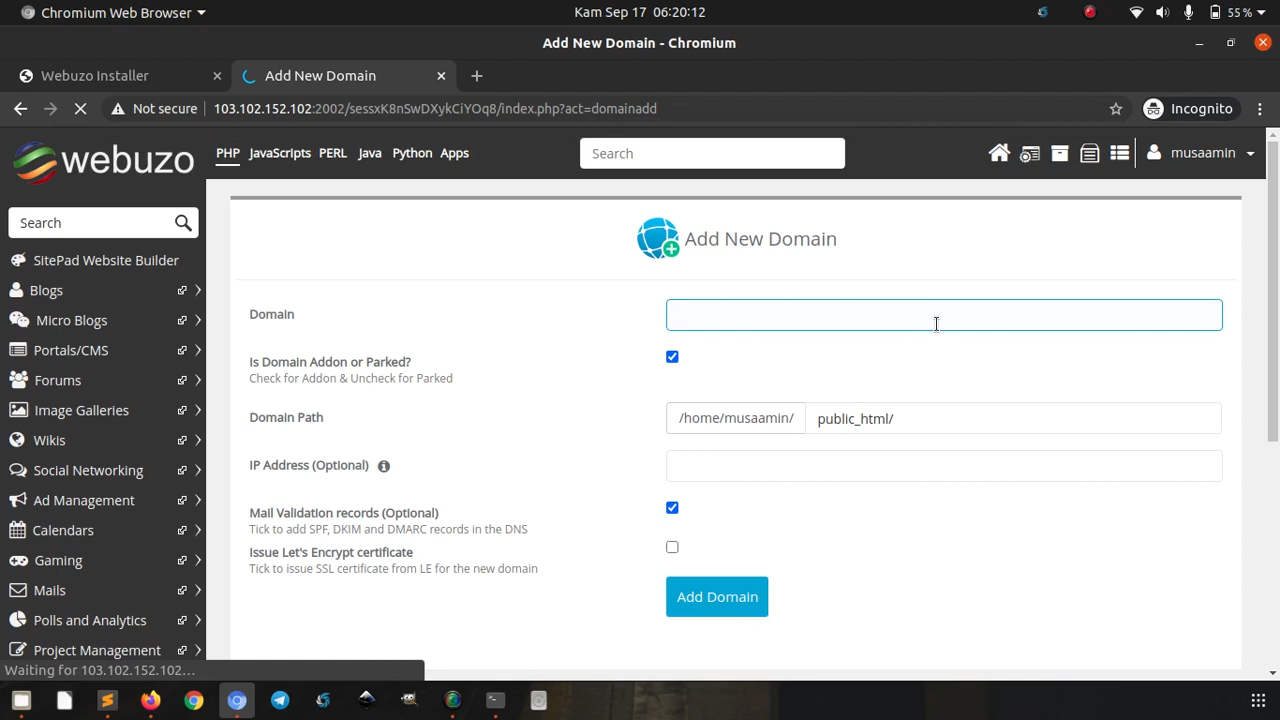 Chromium Web Browser
Kam Sep 17 06:20:12
55 %
Add New Domain - Chromium
Webuzo Installer
Add New Domain
Not secure
103.102.152.102:2002/sessxK8nSwDXykCiYOq8/index.php?act=domainadd
Incognito
webuzo
PHP JavaScripts PERL Java Python Apps
Search
musaamin
Search
SitePad Website Builder
Blogs
Micro Blogs
Portals/CMS
Forums
Image Galleries
Wikis
Social Networking
Ad Management
Calendars
Gaming
Mails
Polls and Analytics
Project Management
Add New Domain
Domain
Is Domain Addon or Parked?
Check for Addon & Uncheck for Parked
Domain Path
/home/musaamin/ public_html/
IP Address (Optional)
Mail Validation records (Optional)
Tick to add SPF, DKIM and DMARC records in the DNS
Issue Let's Encrypt certificate
Tick to issue SSL certificate from LE for the new domain
Add Domain
Waiting for 103.102.152.102...